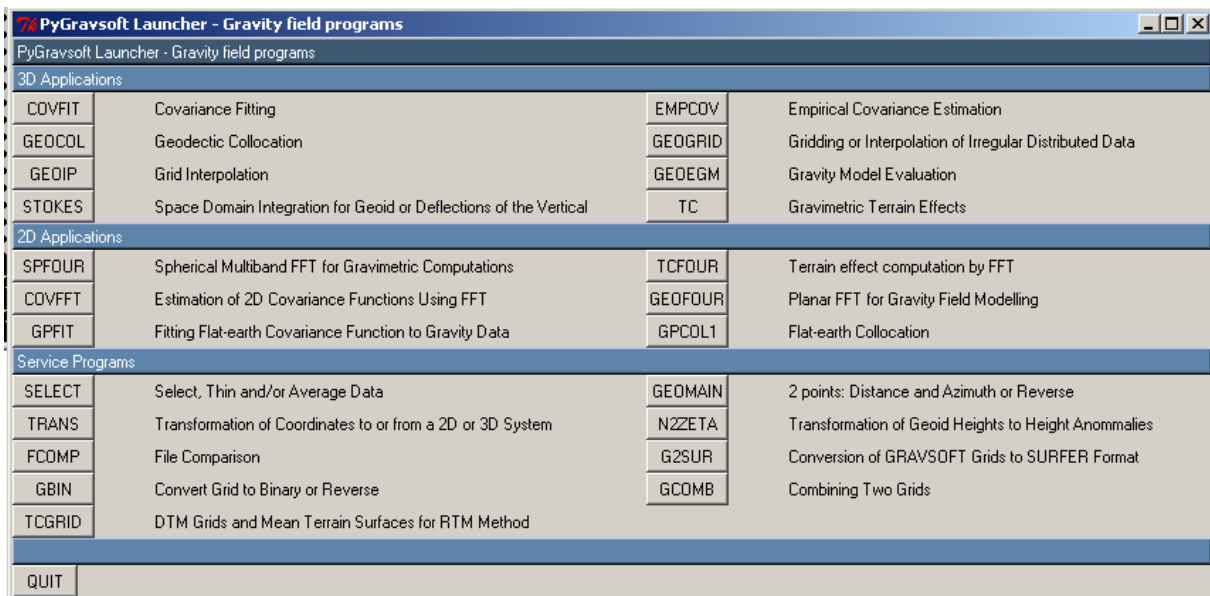 PyGravsoft Launcher - Gravity field programs
PyGravsoft Launcher - Gravity field programs
3D Applications
COVFIT Covariance Fitting EMPCOV Empirical Covariance Estimation
GEOCOL Geodectic Collocation GEOGRID Gridding or Interpolation of Irregular Distributed Data
GEOIP Grid Interpolation GEOEGM Gravity Model Evaluation
STOKES Space Domain Integration for Geoid or Deflections of the Vertical TC Gravimetric Terrain Effects
2D Applications
SPFOUR Spherical Multiband FFT for Gravimetric Computations TCFOUR Terrain effect computation by FFT
COVFFT Estimation of 2D Covariance Functions Using FFT GEOFOUR Planar FFT for Gravity Field Modelling
GPFIT Fitting Flat-earth Covariance Function to Gravity Data GPCOL1 Flat-earth Collocation
Service Programs
SELECT Select, Thin and/or Average Data GEOMAIN 2 points: Distance and Azimuth or Reverse
TRANS Transformation of Coordinates to or from a 2D or 3D System N2ZETA Transformation of Geoid Heights to Height Anommalies
FCOMP File Comparison G2SUR Conversion of GRAVSOFT Grids to SURFER Format
GBIN Convert Grid to Binary or Reverse GCOMB Combining Two Grids
TCGRID DTM Grids and Mean Terrain Surfaces for RTM Method
QUIT